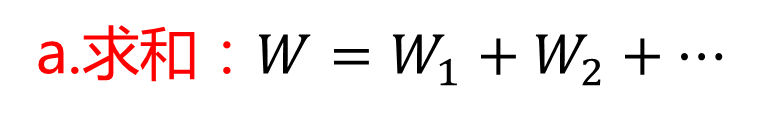 a.求和：W = W₁ + W₂ + ⋯